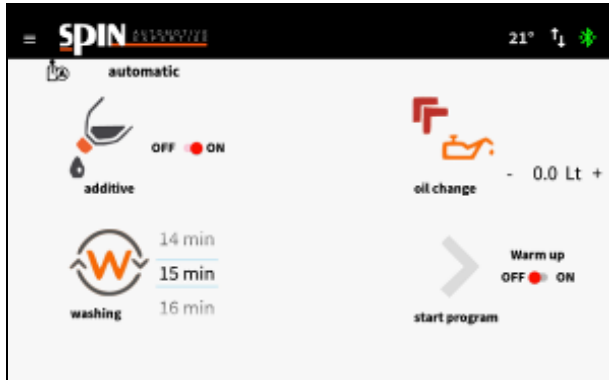 SPIN AUTOMOTIVE EXPERTISE
21°
automatic
OFF ON
additive
- 0.0 Lt +
oil change
W
14 min
15 min
16 min
washing
Warm up
OFF ON
start program